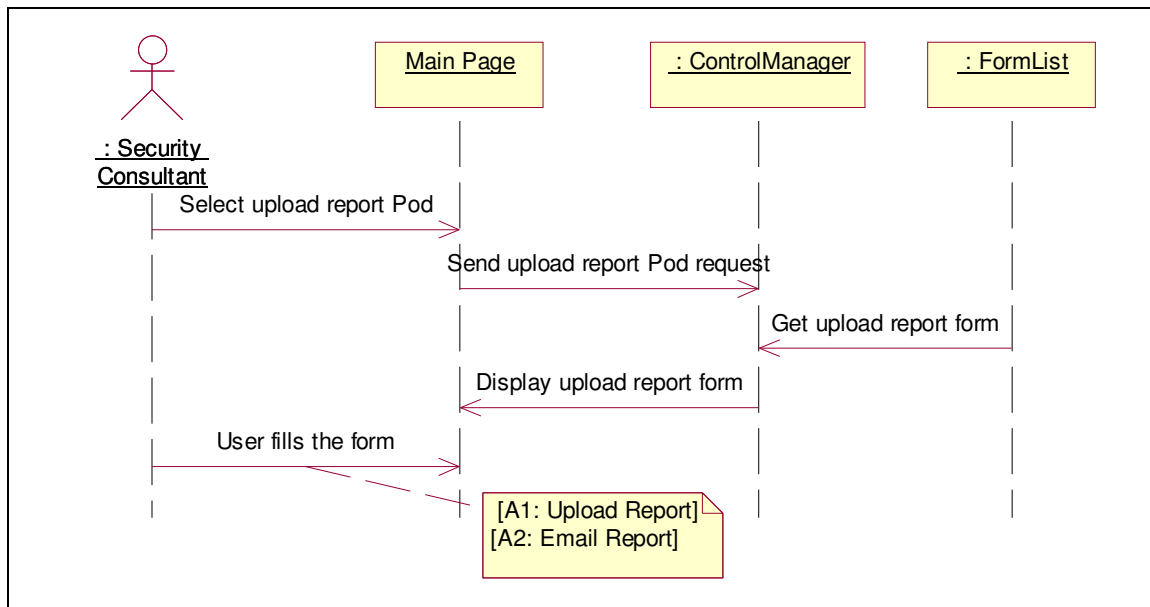 Main Page
: ControlManager
: FormList
: Security
Consultant
Select upload report Pod
Send upload report Pod request
Get upload report form
Display upload report form
User fills the form
[A1: Upload Report]
[A2: Email Report]